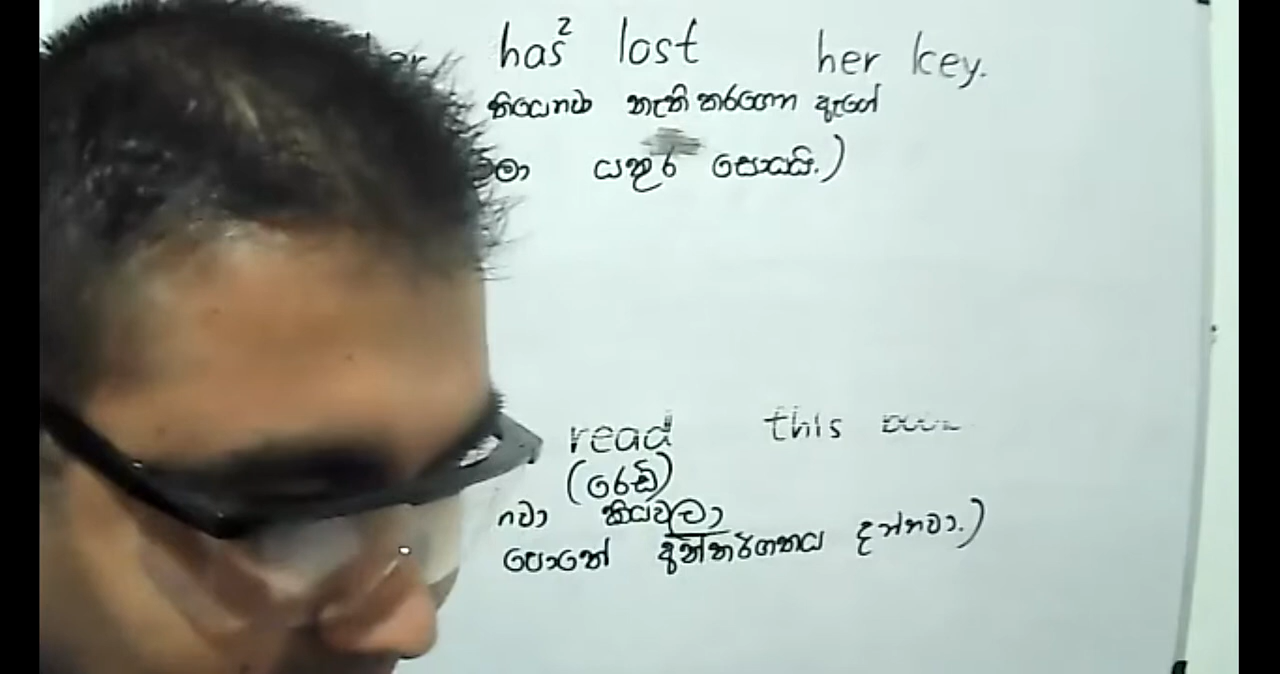 has² lost her key.
තියෙනවා නැති කරගෙන ඇගේ
යතුර සොයයි.)
read this
(රෙඩ්)
නවා කියවලා
පොතේ අන්තර්ගතය දන්නවා.)